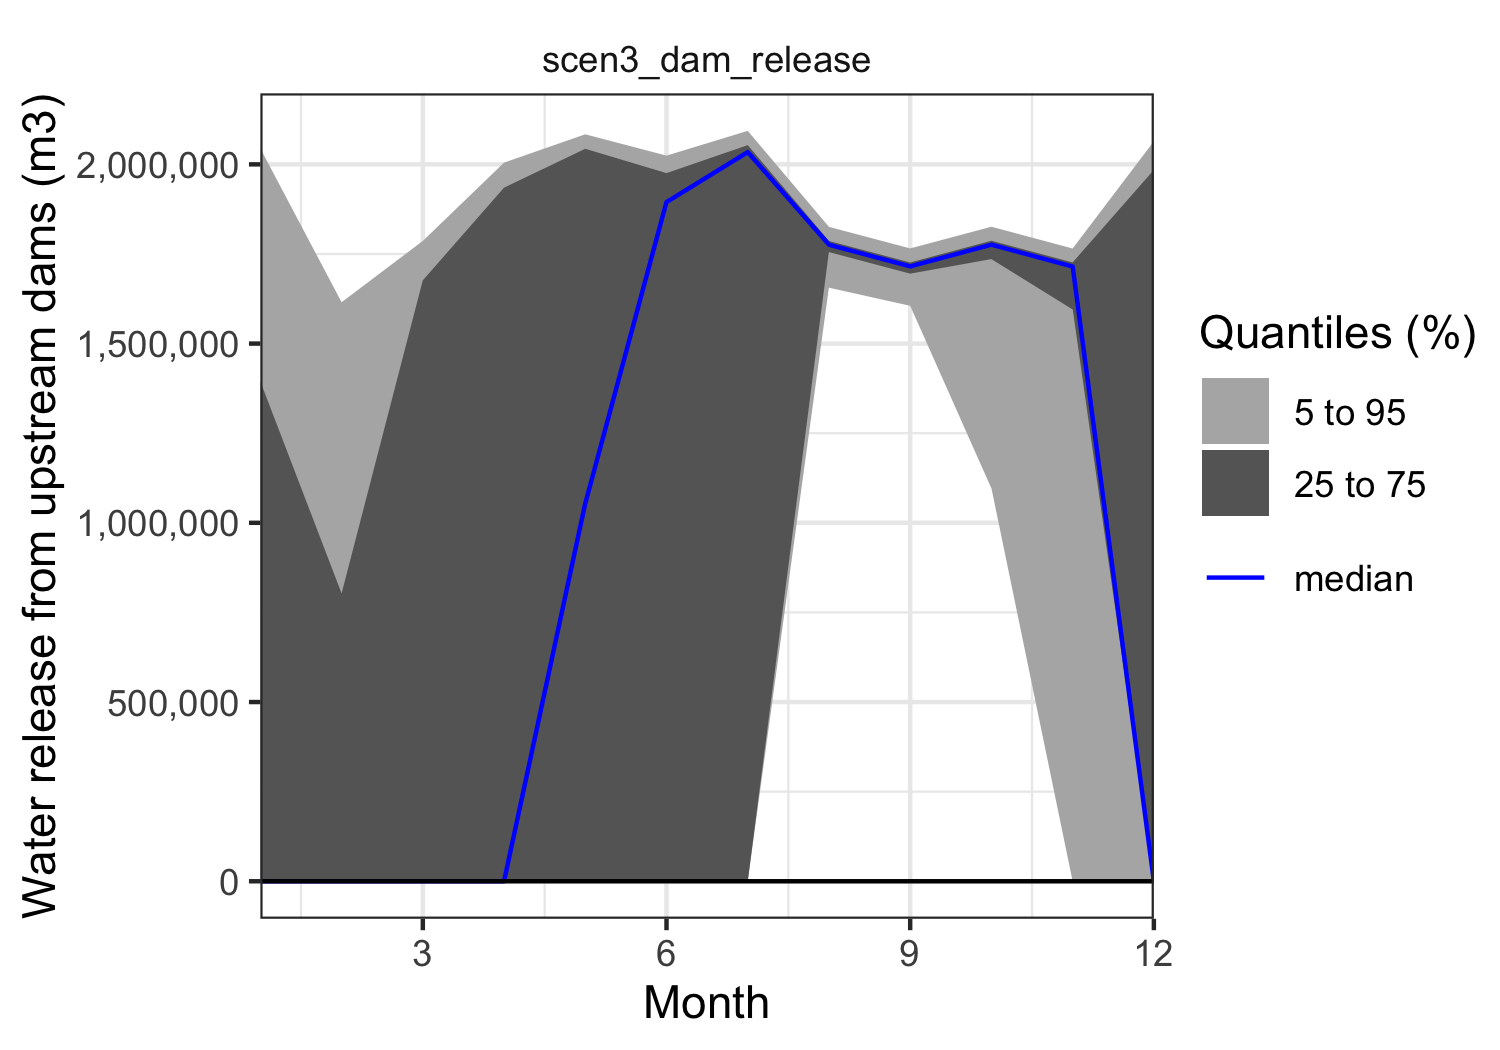 scen3_dam_release
Water release from upstream dams (m3)
2,000,000
1,500,000
1,000,000
500,000
0
3
6
9
12
Month
Quantiles (%)
5 to 95
25 to 75
median